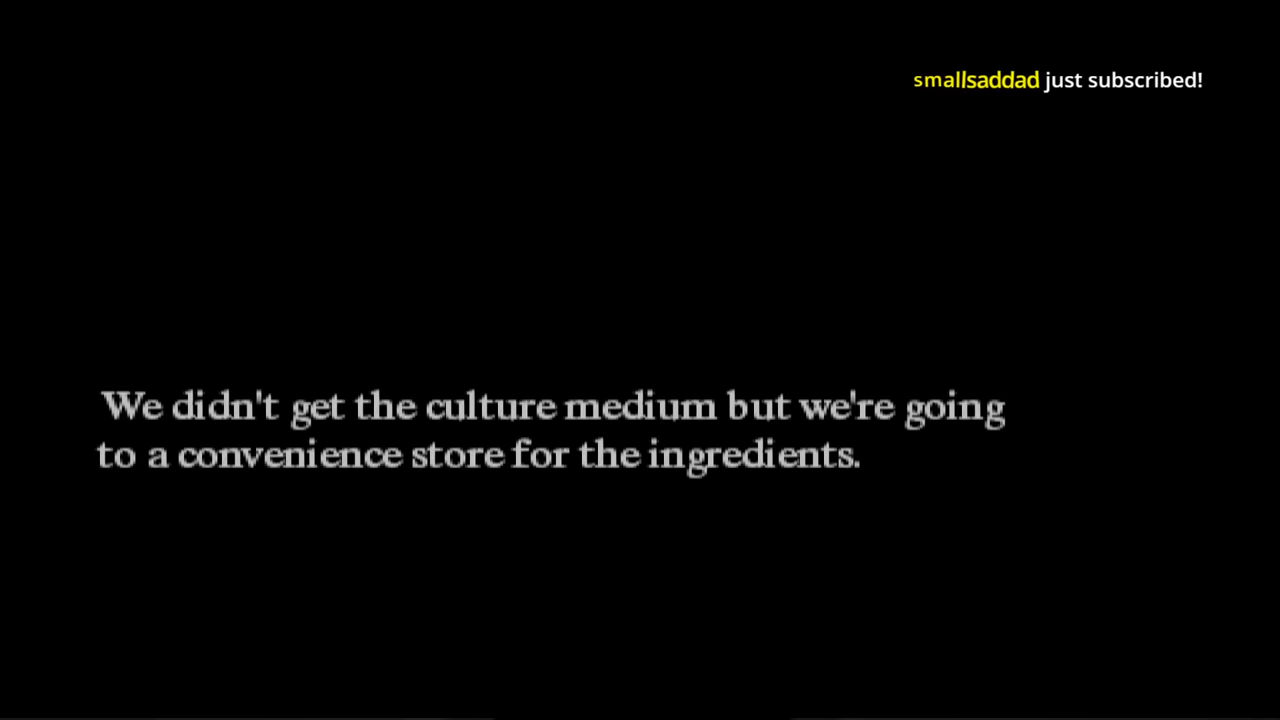 smallsaddad just subscribed!
We didn't get the culture medium but we're going
to a convenience store for the ingredients.